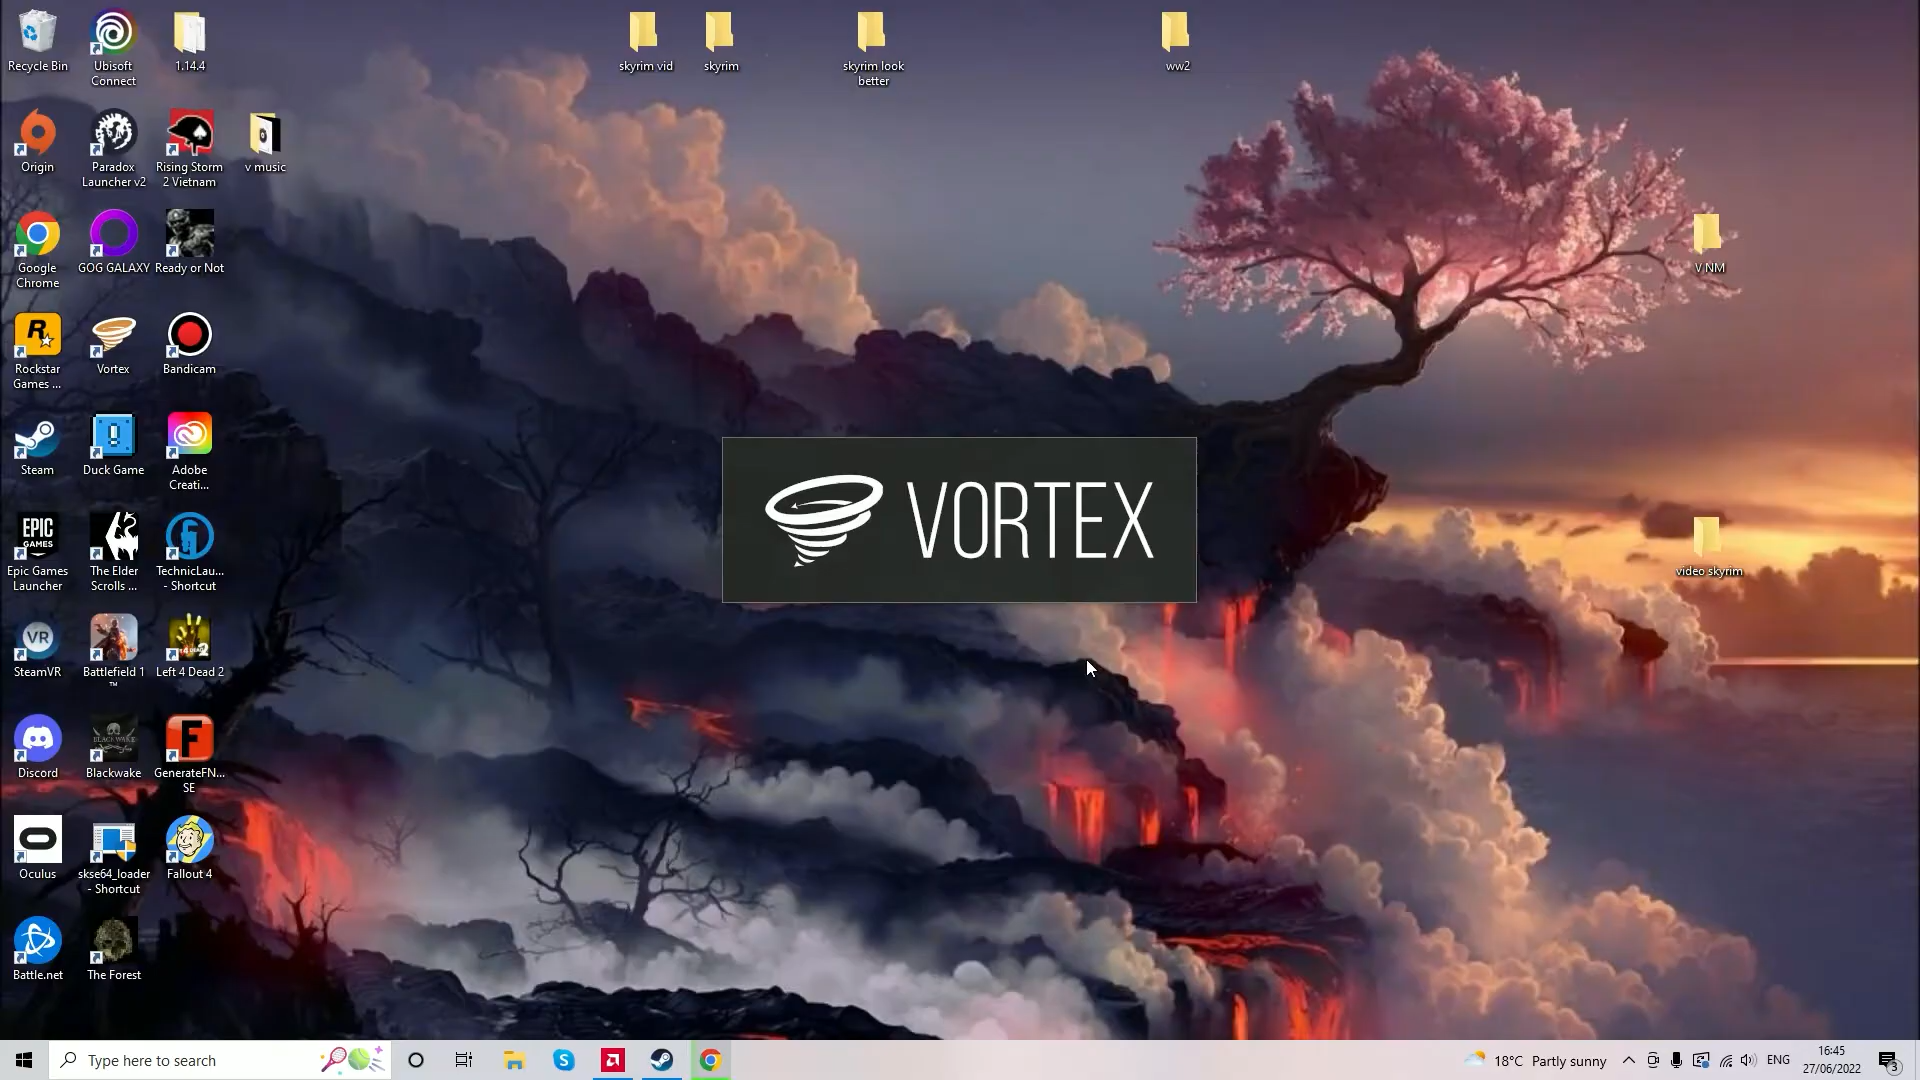 Recycle Bin
Ubisoft
Connect
1.14.4
skyrim vid
skyrim
skyrim look
better
ww2
Origin
Paradox
Launcher v2
Rising Storm
2 Vietnam
v music
Google
Chrome
GOG GALAXY
Ready or Not
V NM
R
Rockstar
Games ...
Vortex
Bandicam
VORTEX
Steam
Duck Game
Adobe
Creati...
EPIC
GAMES
Epic Games
Launcher
The Elder
Scrolls ...
TechnicLau...
- Shortcut
video skyrim
VR
SteamVR
Battlefield 1
™
Left 4 Dead 2
Discord
BLACKWAKE
Blackwake
F
GenerateFN...
SE
Oculus
skse64_loader
- Shortcut
Fallout 4
Battle.net
The Forest
Type here to search
18°C Partly sunny
ENG
16:45
27/06/2022
3